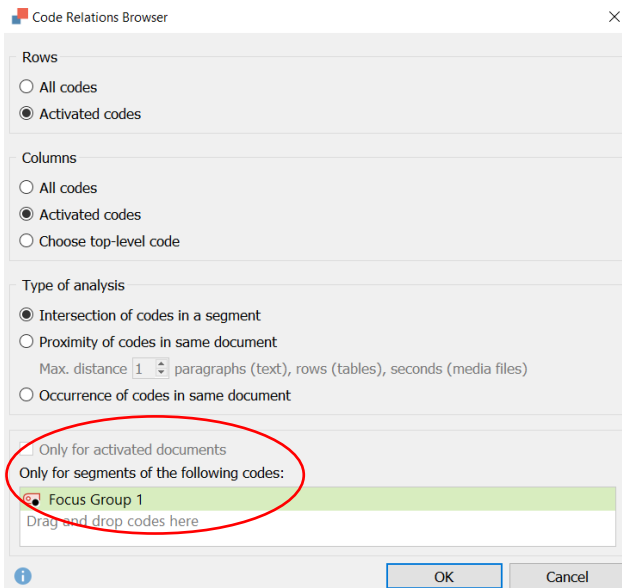 Code Relations Browser
Rows
All codes
Activated codes
Columns
All codes
Activated codes
Choose top-level code
Type of analysis
Intersection of codes in a segment
Proximity of codes in same document
Max. distance 1 paragraphs (text), rows (tables), seconds (media files)
Occurrence of codes in same document
Only for activated documents
Only for segments of the following codes:
Focus Group 1
Drag and drop codes here
OK Cancel